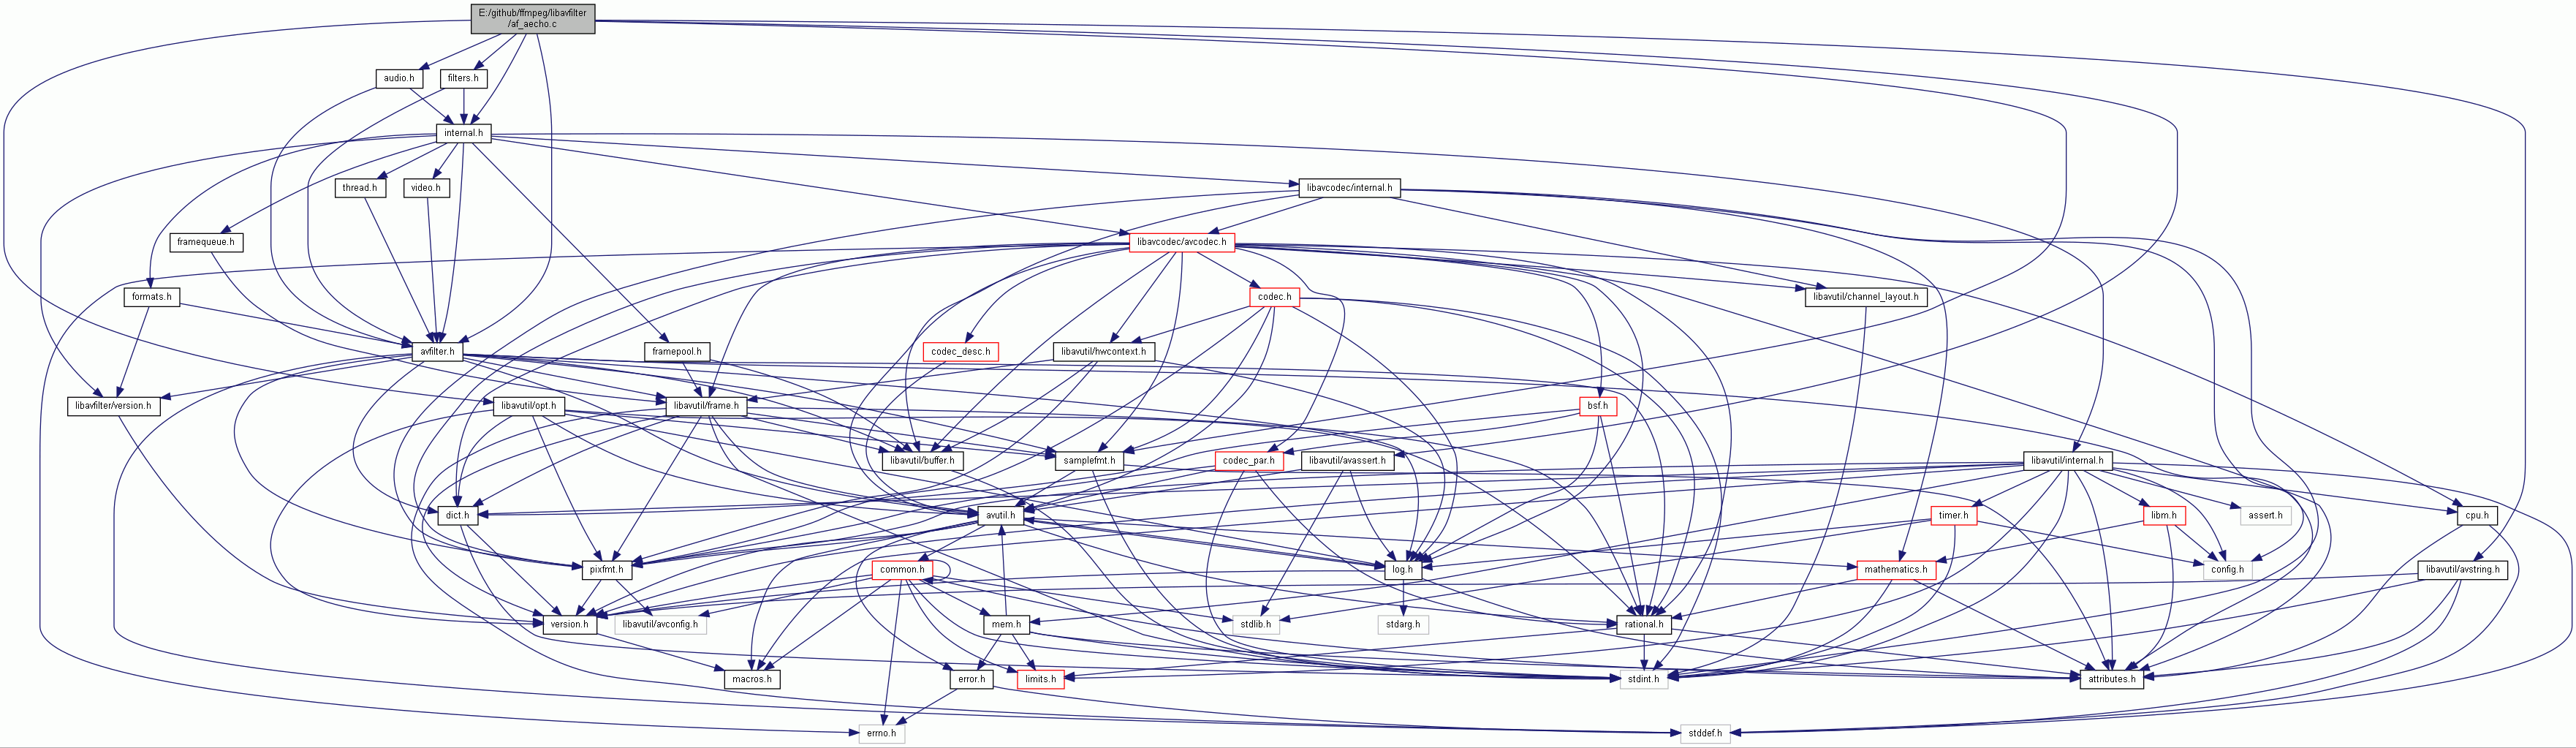 E:/github/ffmpeg/libavfilter
/af_aecho.c
audio.h
filters.h
internal.h
thread.h
video.h
libavcodec/internal.h
framequeue.h
libavcodec/avcodec.h
formats.h
codec.h
libavutil/channel_layout.h
avfilter.h
framepool.h
codec_desc.h
libavutil/hwcontext.h
libavfilter/version.h
libavutil/opt.h
libavutil/frame.h
bsf.h
libavutil/buffer.h
samplefmt.h
codec_par.h
libavutil/avassert.h
libavutil/internal.h
dict.h
avutil.h
timer.h
libm.h
assert.h
cpu.h
pixfmt.h
common.h
log.h
mathematics.h
config.h
libavutil/avstring.h
version.h
libavutil/avconfig.h
mem.h
stdlib.h
stdarg.h
rational.h
macros.h
error.h
limits.h
stdint.h
attributes.h
errno.h
stddef.h